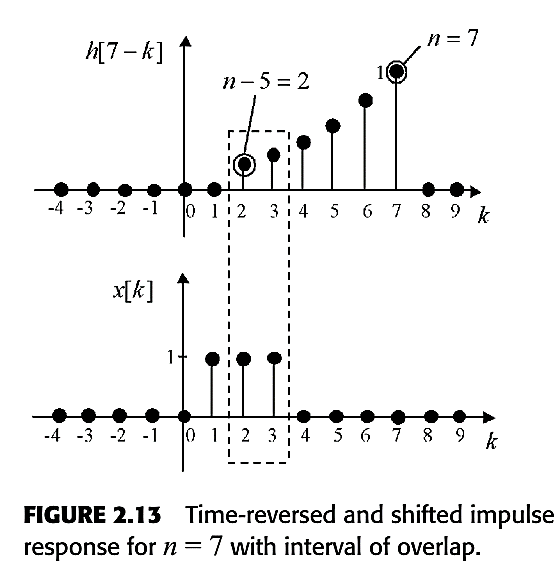 h[7 – k]
n = 7
1
n – 5 = 2
-4 -3 -2 -1 0 1 2 3 4 5 6 7 8 9 k
x[k]
1
-4 -3 -2 -1 0 1 2 3 4 5 6 7 8 9 k
FIGURE 2.13 Time-reversed and shifted impulse
response for n = 7 with interval of overlap.